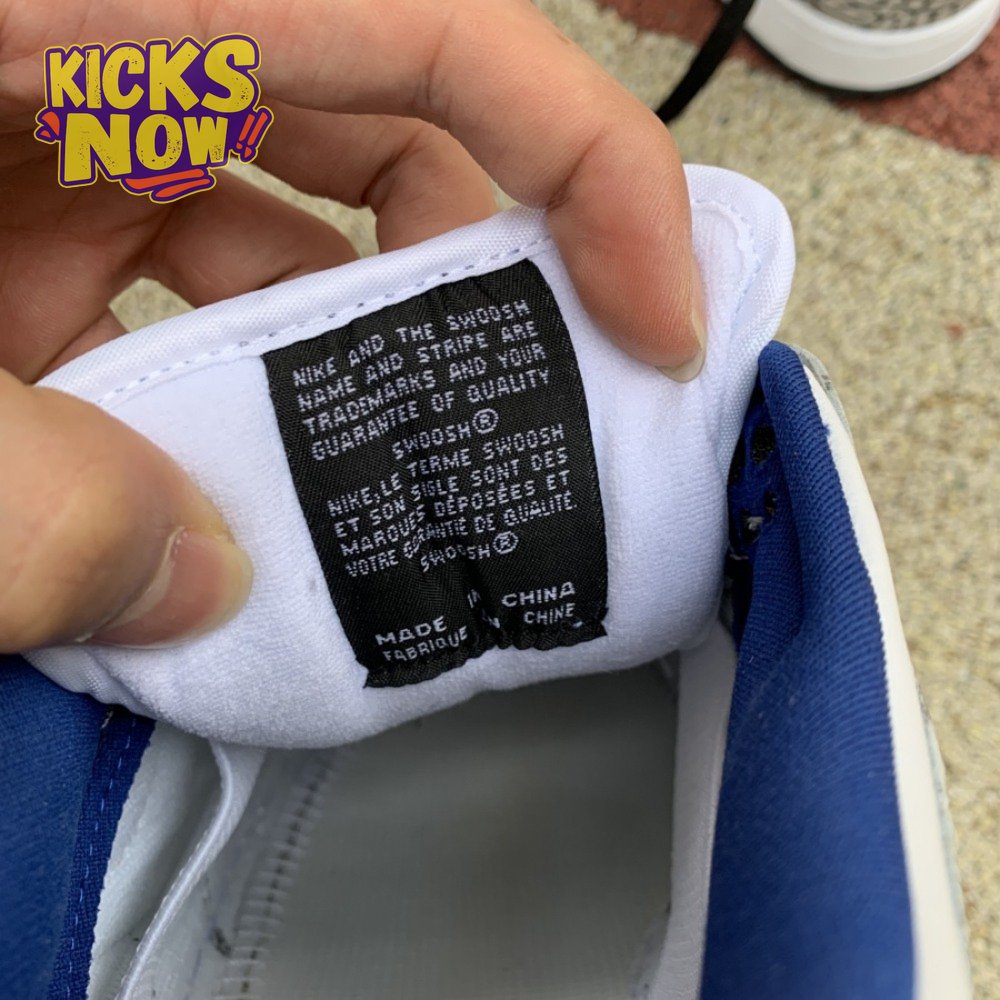 KICKS
NOW!!
NIKE AND THE SWOOSH
NAME AND STRIPE ARE
TRADEMARKS AND YOUR
GUARANTEE OF QUALITY
SWOOSH®
NIKE, LE TERME SWOOSH
ET SON SIGLE SONT DES
MARQUES DÉPOSÉES ET
VOTRE GARANTIE DE QUALITÉ.
SWOOSH®
MADE IN CHINA
FABRIQUÉ EN CHINE